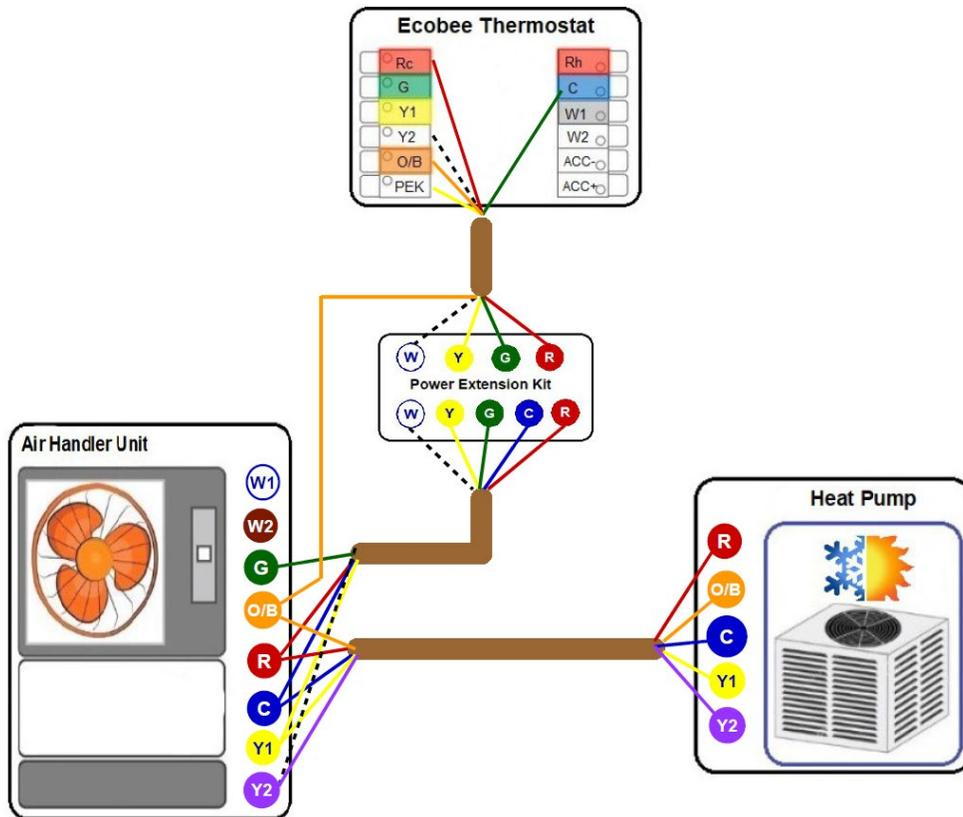 Ecobee Thermostat
Rc
G
Y1
Y2
O/B
PEK
Rh
C
W1
W2
ACC-
ACC+
W Y G R
Power Extension Kit
W Y G C R
Air Handler Unit
W1
W2
G
O/B
R
C
Y1
Y2
Heat Pump
R
O/B
C
Y1
Y2